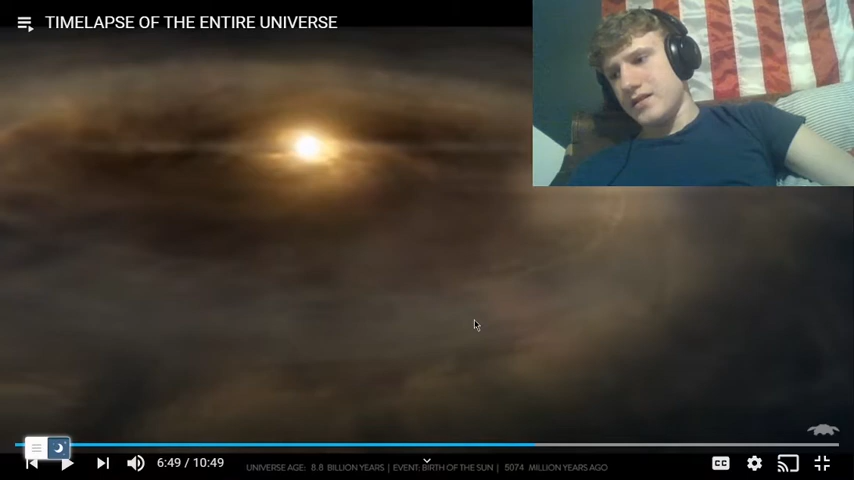 TIMELAPSE OF THE ENTIRE UNIVERSE
6:49 / 10:49
UNIVERSE AGE: 8.8 BILLION YEARS | EVENT: BIRTH OF THE SUN | 5074 MILLION YEARS AGO
CC